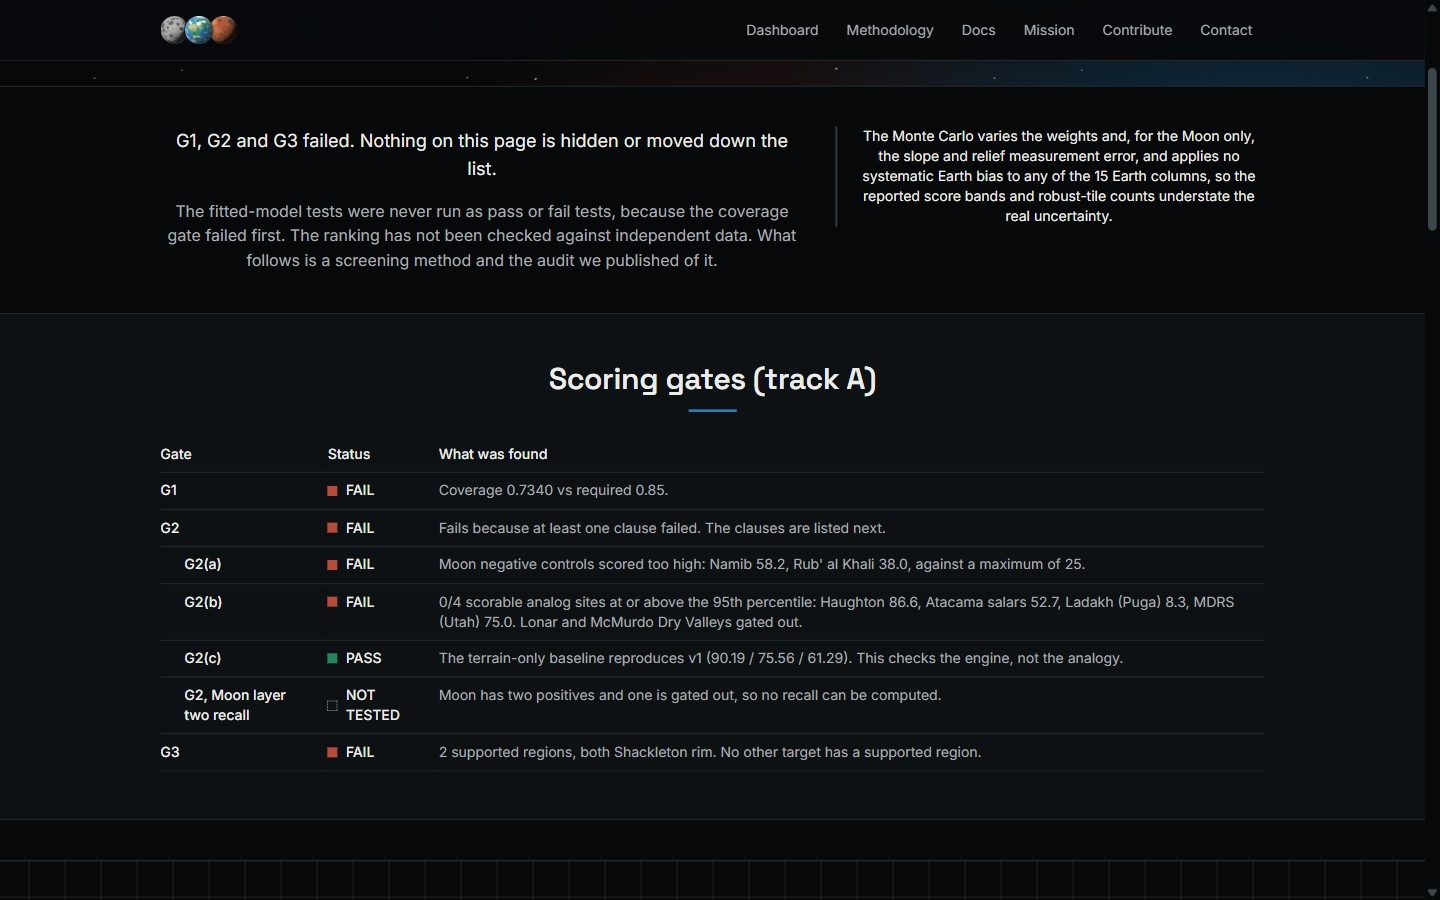 Dashboard Methodology Docs Mission Contribute Contact
G1, G2 and G3 failed. Nothing on this page is hidden or moved down the
list.
The fitted-model tests were never run as pass or fail tests, because the coverage
gate failed first. The ranking has not been checked against independent data. What
follows is a screening method and the audit we published of it.
The Monte Carlo varies the weights and, for the Moon only,
the slope and relief measurement error, and applies no
systematic Earth bias to any of the 15 Earth columns, so the
reported score bands and robust-tile counts understate the
real uncertainty.
Scoring gates (track A)
Gate Status What was found
G1 FAIL Coverage 0.7340 vs required 0.85.
G2 FAIL Fails because at least one clause failed. The clauses are listed next.
G2(a) FAIL Moon negative controls scored too high: Namib 58.2, Rub' al Khali 38.0, against a maximum of 25.
G2(b) FAIL 0/4 scorable analog sites at or above the 95th percentile: Haughton 86.6, Atacama salars 52.7, Ladakh (Puga) 8.3, MDRS
(Utah) 75.0. Lonar and McMurdo Dry Valleys gated out.
G2(c) PASS The terrain-only baseline reproduces v1 (90.19 / 75.56 / 61.29). This checks the engine, not the analogy.
G2, Moon layer NOT Moon has two positives and one is gated out, so no recall can be computed.
two recall TESTED
G3 FAIL 2 supported regions, both Shackleton rim. No other target has a supported region.